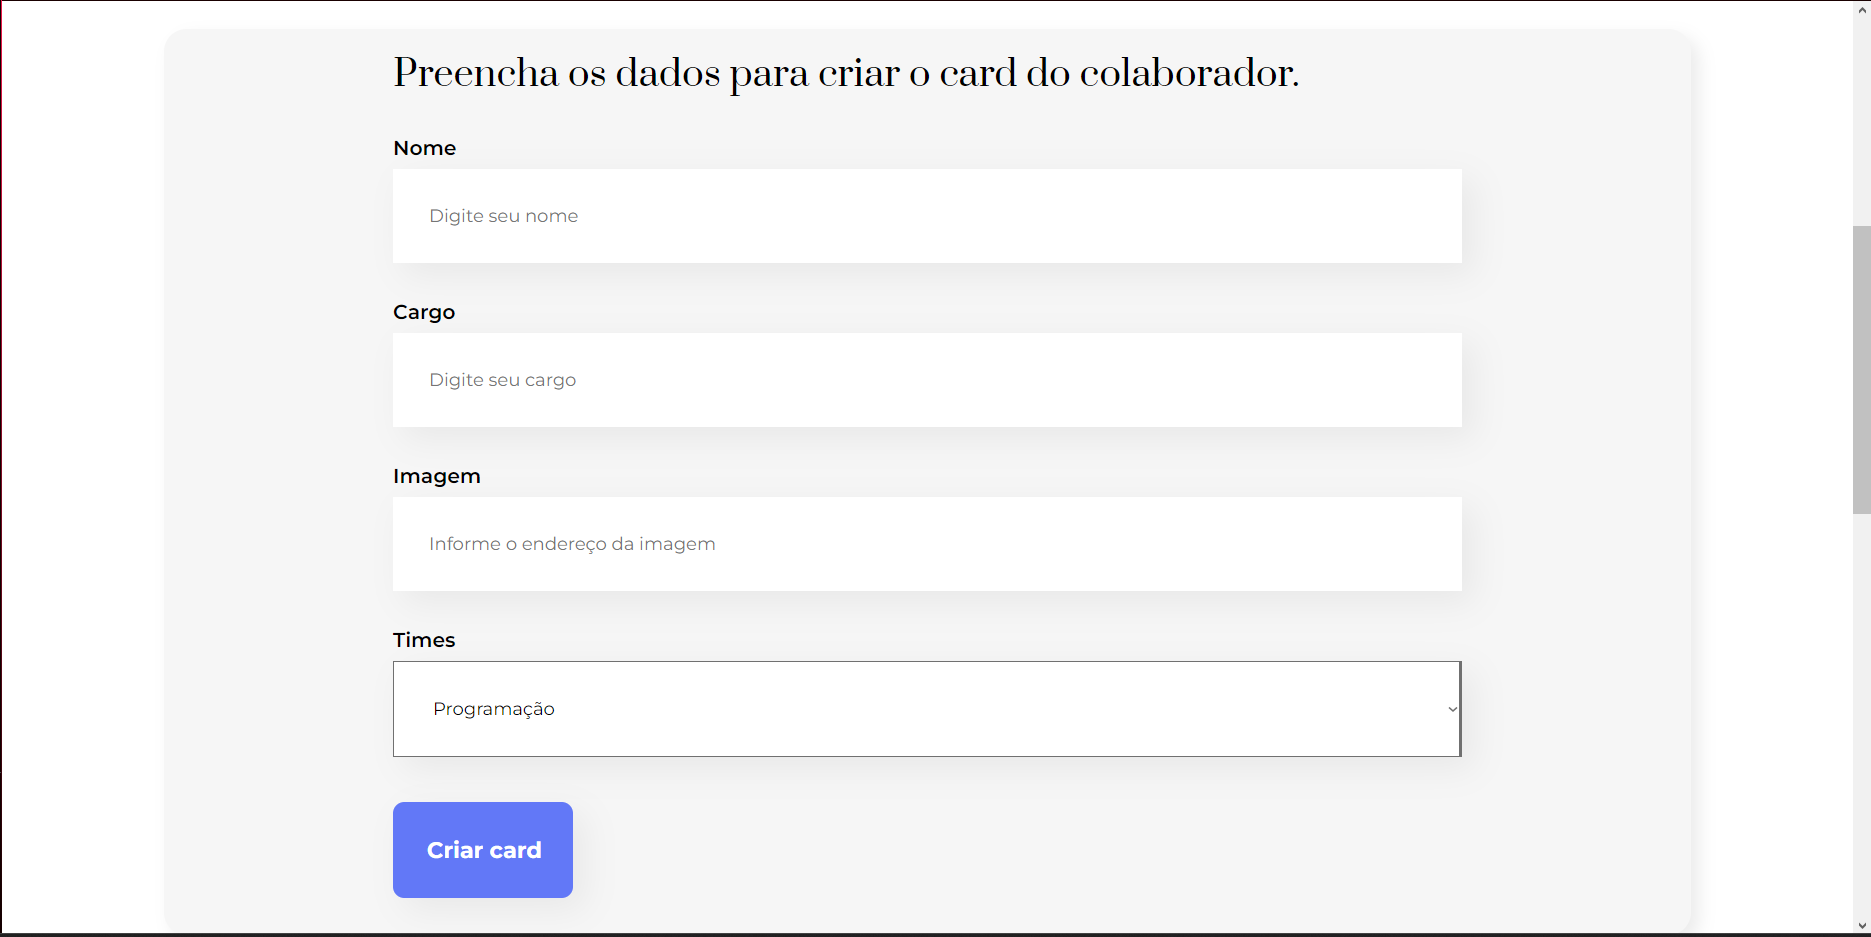 Preencha os dados para criar o card do colaborador.
Nome
Digite seu nome
Cargo
Digite seu cargo
Imagem
Informe o endereço da imagem
Times
Programação
Criar card